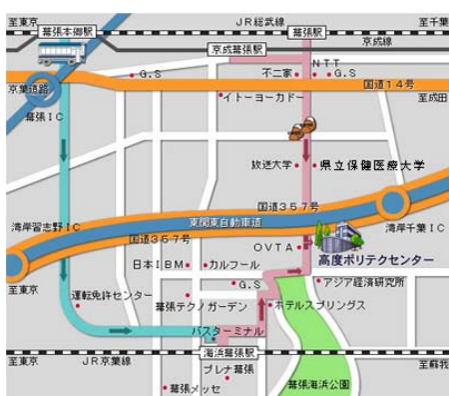 至東京
JR総武線
至千葉
幕張本郷駅
幕張駅
京成幕張駅
京成線
NTT
G.S
不二家
G.S
京葉道路
国道14号
イトーヨーカドー
至成田
幕張IC
放送大学
県立保健医療大学
国道357号
湾岸習志野IC
東関東自動車道
湾岸千葉IC
国道357号
OVTA
高度ポリテクセンター
日本IBM
カルフール
至東京
G.S
アジア経済研究所
運転免許センター
幕張テクノガーデン
ホテルスプリングス
バスターミナル
海浜幕張駅
至東京
JR京葉線
至蘇我
プレナ幕張
幕張メッセ
幕張海浜公園